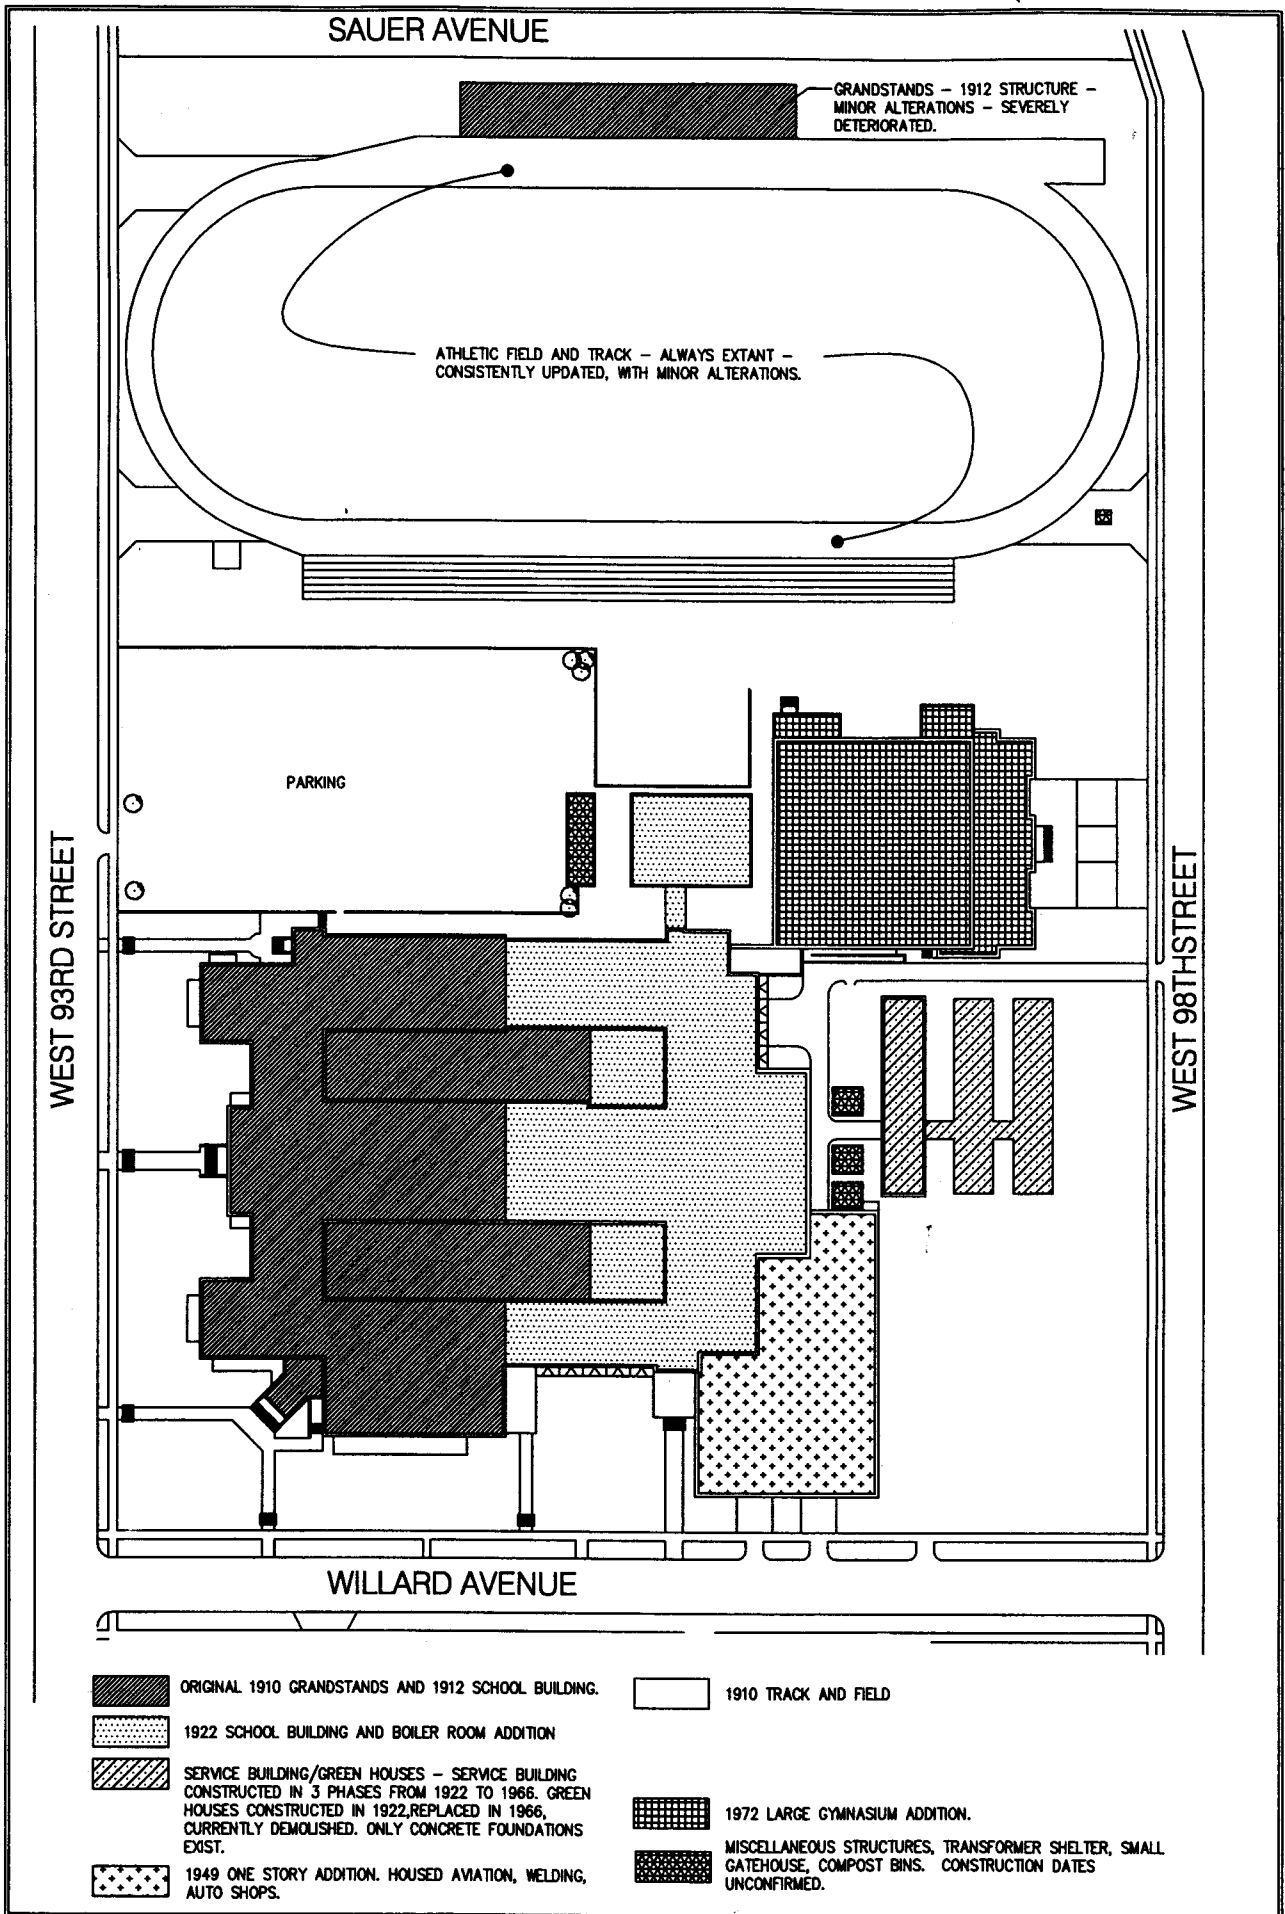 SAUER AVENUE
GRANDSTANDS – 1912 STRUCTURE –
MINOR ALTERATIONS – SEVERELY
DETERIORATED.
ATHLETIC FIELD AND TRACK – ALWAYS EXTANT –
CONSISTENTLY UPDATED, WITH MINOR ALTERATIONS.
PARKING
WEST 93RD STREET
WEST 98THSTREET
WILLARD AVENUE
ORIGINAL 1910 GRANDSTANDS AND 1912 SCHOOL BUILDING.
1922 SCHOOL BUILDING AND BOILER ROOM ADDITION
SERVICE BUILDING/GREEN HOUSES – SERVICE BUILDING
CONSTRUCTED IN 3 PHASES FROM 1922 TO 1966. GREEN
HOUSES CONSTRUCTED IN 1922,REPLACED IN 1966,
CURRENTLY DEMOLISHED. ONLY CONCRETE FOUNDATIONS
EXIST.
1949 ONE STORY ADDITION. HOUSED AVIATION, WELDING,
AUTO SHOPS.
1910 TRACK AND FIELD
1972 LARGE GYMNASIUM ADDITION.
MISCELLANEOUS STRUCTURES, TRANSFORMER SHELTER, SMALL
GATEHOUSE, COMPOST BINS. CONSTRUCTION DATES
UNCONFIRMED.